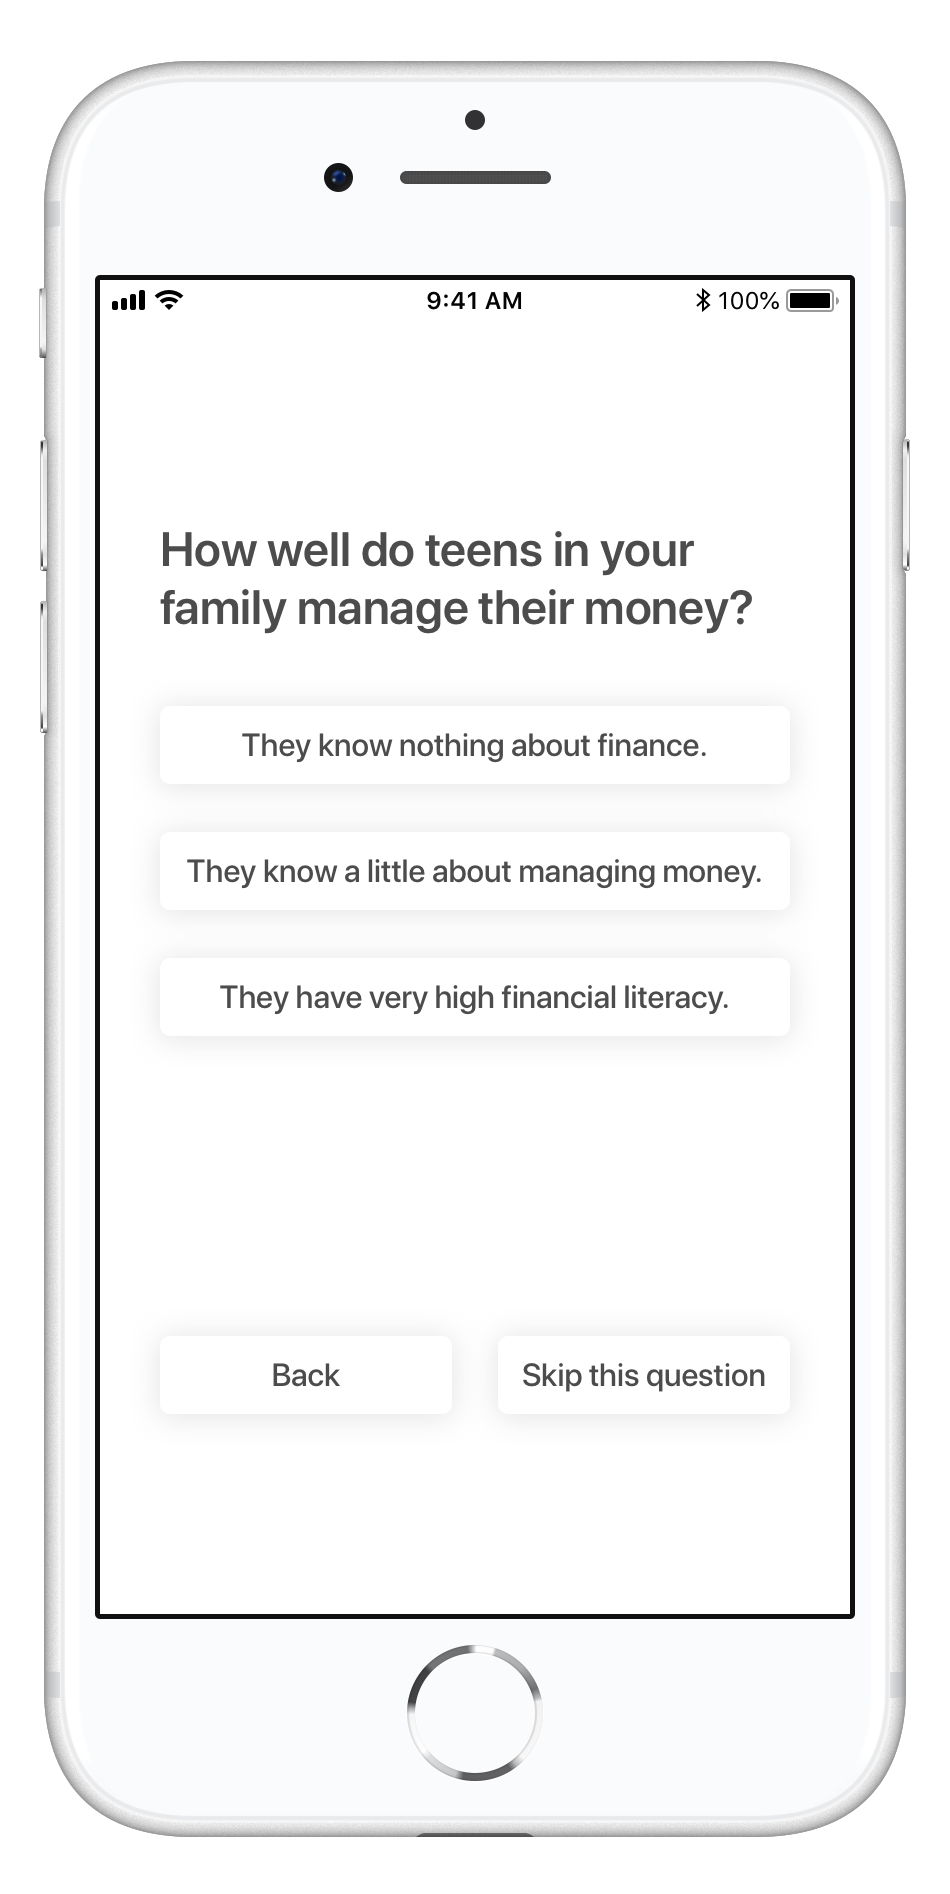 9:41 AM 100%
How well do teens in your
family manage their money?
They know nothing about finance.
They know a little about managing money.
They have very high financial literacy.
Back Skip this question